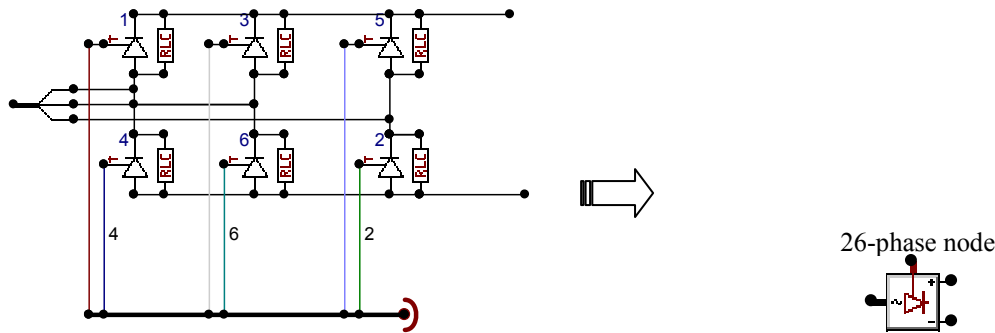 1 3 5
T RLC T RLC T RLC
4 6 2
T RLC T RLC T RLC
4 6 2
26-phase node
~ + −